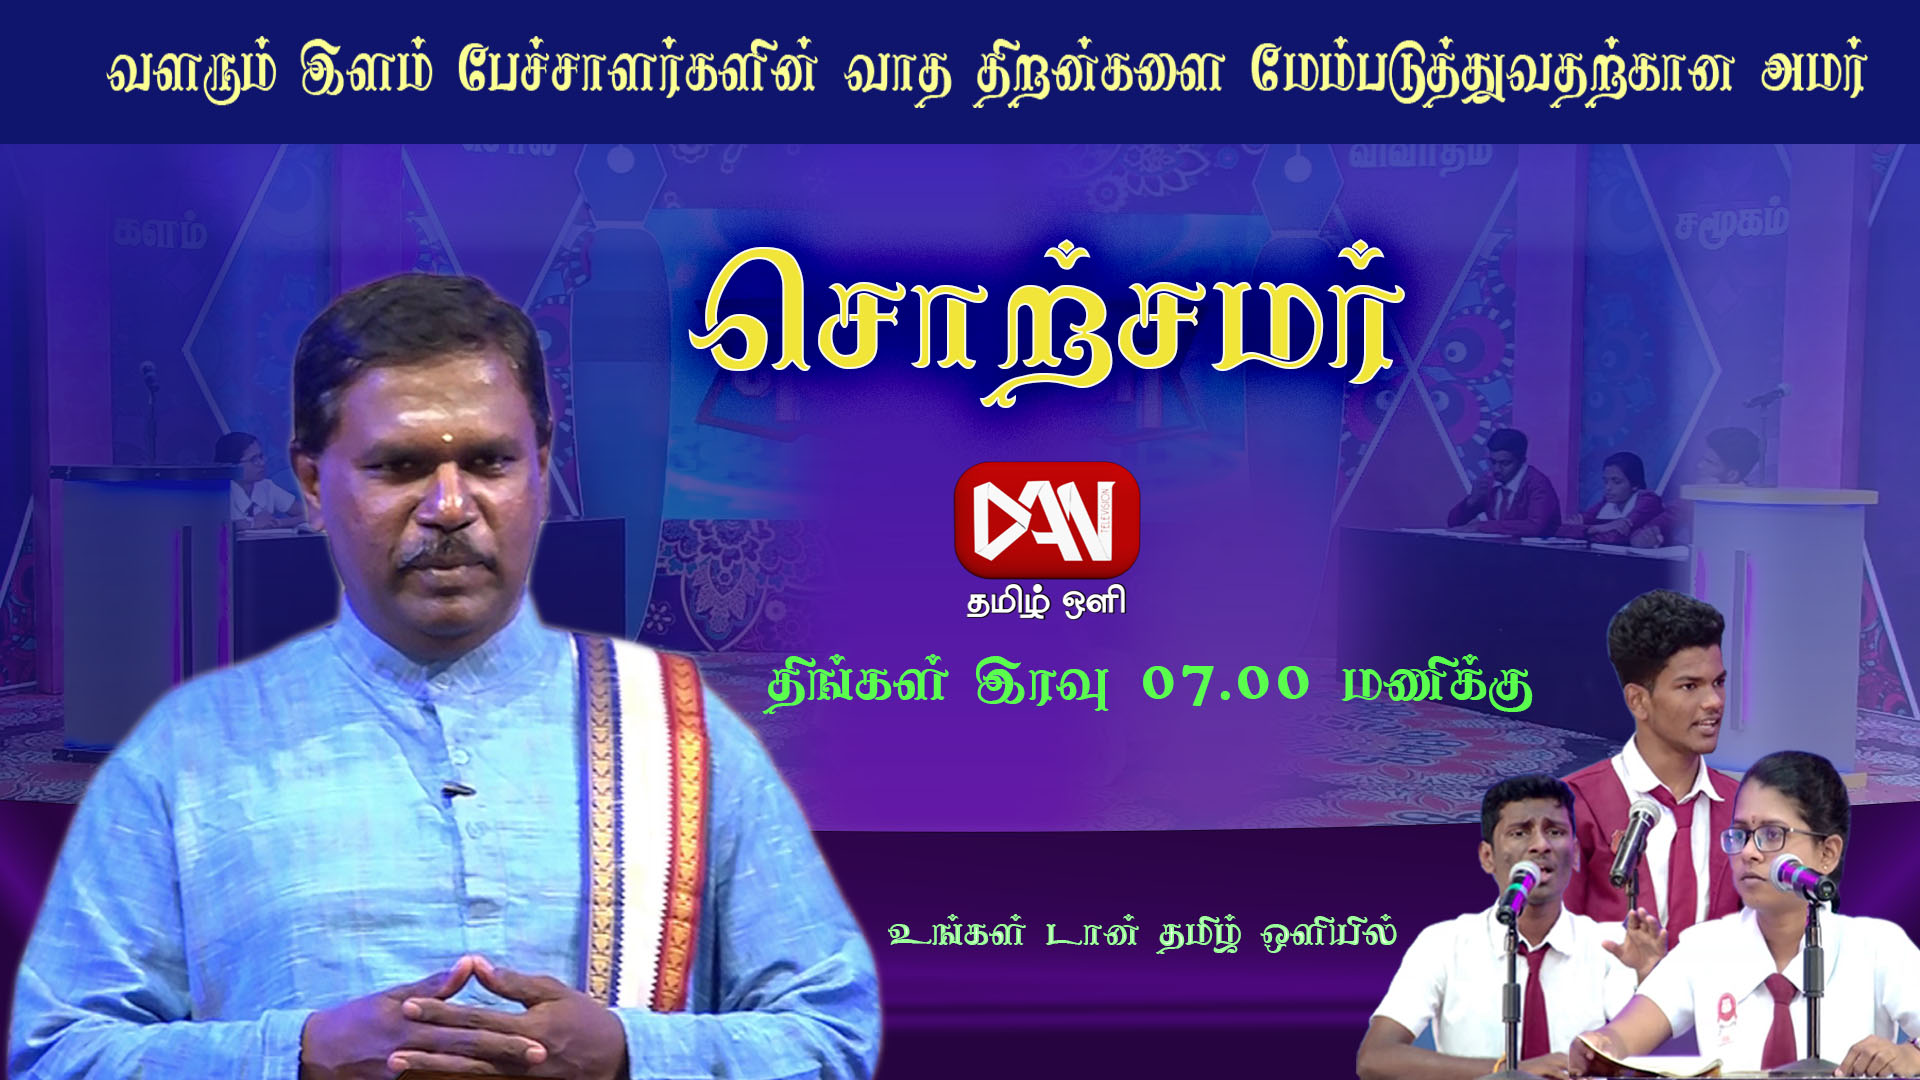 வளரும் இளம் பேச்சாளர்களின் வாத திறன்களை மேம்படுத்துவதற்கான அமர்
களம்
சொல்
விவாதம்
சமூகம்
சொற்சமர்
DAN TELEVISION
தமிழ் ஒளி
திங்கள் இரவு 07.00 மணிக்கு
உங்கள் டான் தமிழ் ஒளியில்